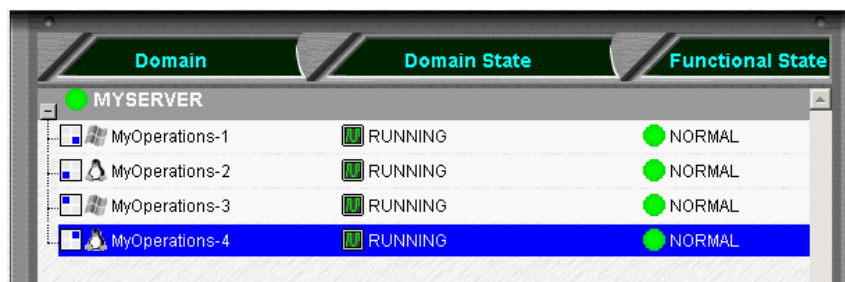 Domain Domain State Functional State
MYSERVER
MyOperations-1 RUNNING NORMAL
MyOperations-2 RUNNING NORMAL
MyOperations-3 RUNNING NORMAL
MyOperations-4 RUNNING NORMAL